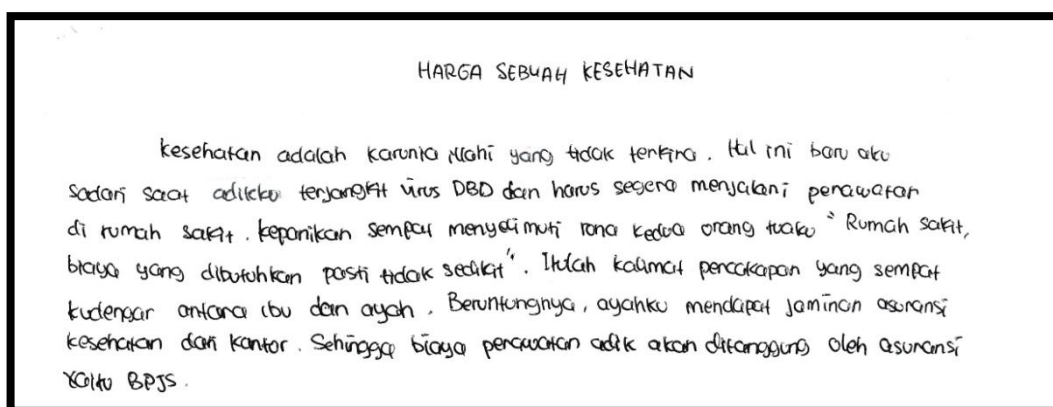 HARGA SEBUAH KESEHATAN
kesehatan adalah karunia illahi yang tidak terkira. Hal ini baru aku
sadari saat adikku terjangkit virus DBD dan harus segera menjalani perawatan
di rumah sakit. kepanikan sempat menyelimuti rona kedua orang tuaku " Rumah sakit,
biaya yang dibutuhkan pasti tidak sedikit". Itulah kalimat percakapan yang sempat
kudengar antara ibu dan ayah. Beruntungnya, ayahku mendapat jaminan asuransi
kesehatan dari kantor. Sehingga biaya perawatan adik akan ditanggung oleh asuransi
yaitu BPJS.